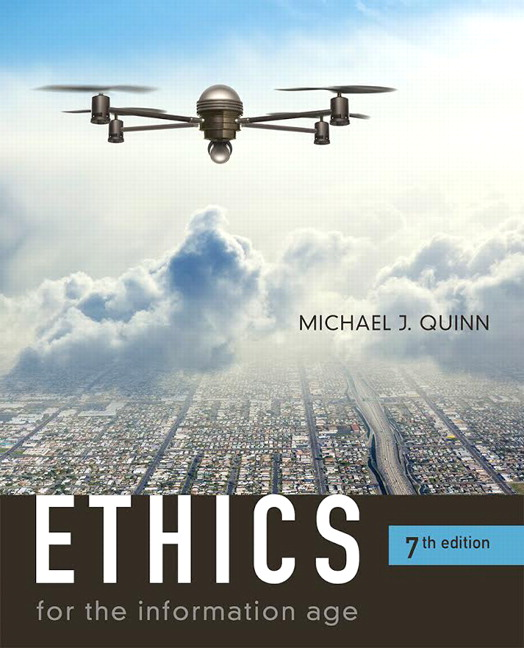 MICHAEL J. QUINN
ETHICS
7th edition
for the information age